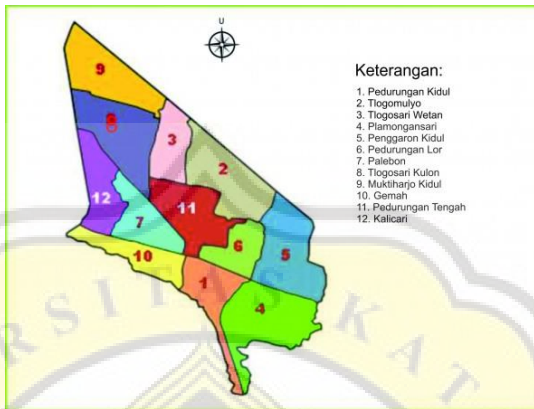 U
Keterangan:
1. Pedurungan Kidul
2. Tlogomulyo
3. Tlogosari Wetan
4. Plamongansari
5. Penggaron Kidul
6. Pedurungan Lor
7. Palebon
8. Tlogosari Kulon
9. Muktiharjo Kidul
10. Gemah
11. Pedurungan Tengah
12. Kalicari
9
8
3
2
12
11
7
6
5
10
1
4
R S I T A S K A T